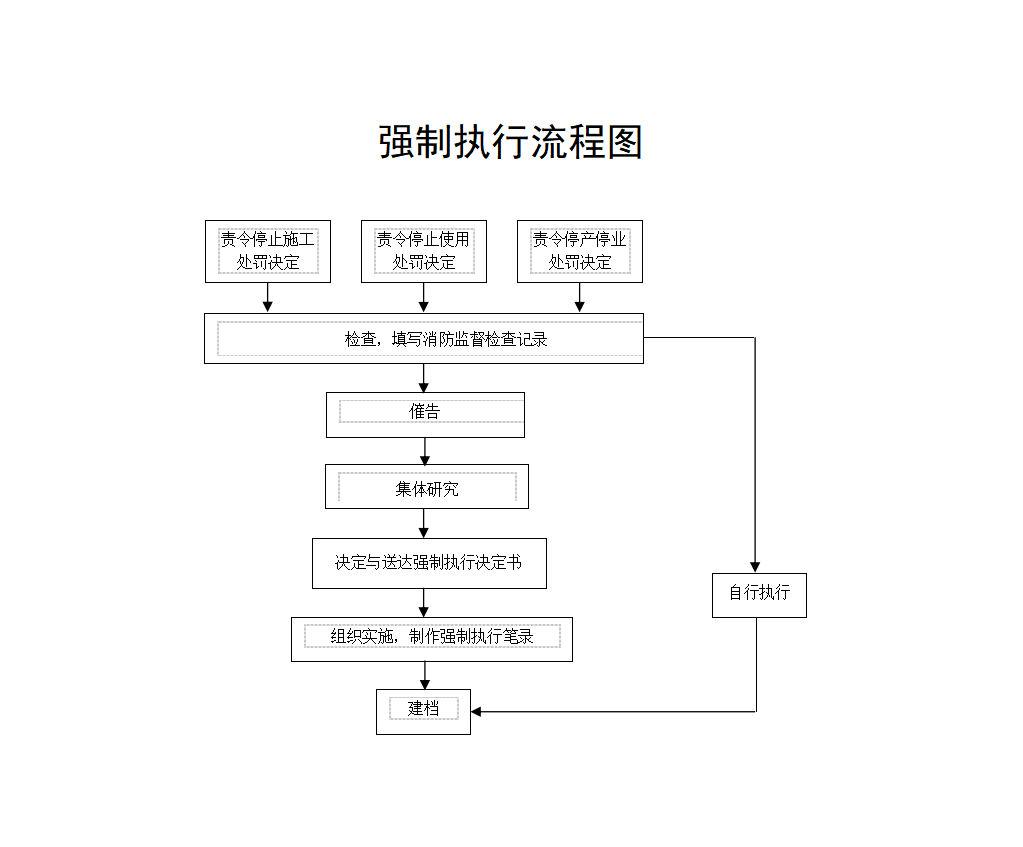 强制执行流程图
责令停止施工
处罚决定
责令停止使用
处罚决定
责令停产停业
处罚决定
检查，填写消防监督检查记录
催告
集体研究
决定与送达强制执行决定书
自行执行
组织实施，制作强制执行笔录
建档